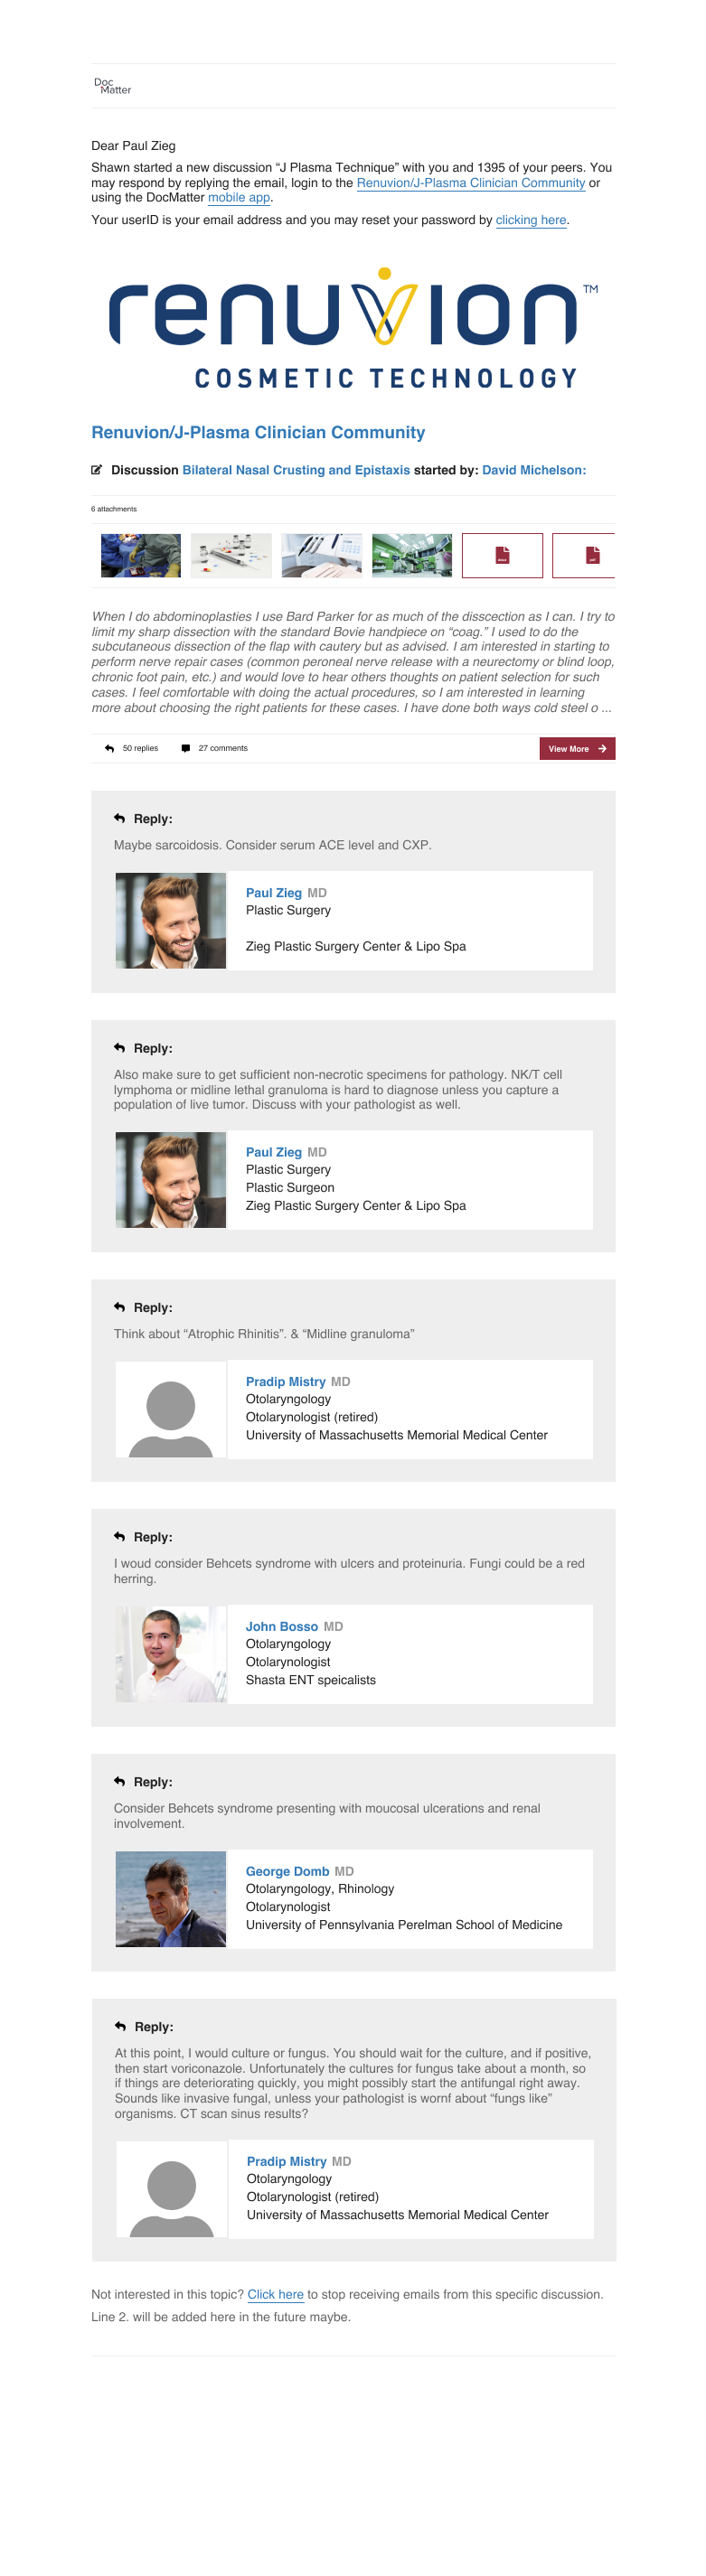 Doc
Matter
Dear Paul Zieg
Shawn started a new discussion “J Plasma Technique” with you and 1395 of your peers. You
may respond by replying the email, login to the Renuvion/J-Plasma Clinician Community or
using the DocMatter mobile app.
Your userID is your email address and you may reset your password by clicking here.
renuvion™
COSMETIC TECHNOLOGY
Renuvion/J-Plasma Clinician Community
Discussion Bilateral Nasal Crusting and Epistaxis started by: David Michelson:
6 attachments
When I do abdominoplasties I use Bard Parker for as much of the disscection as I can. I try to
limit my sharp dissection with the standard Bovie handpiece on “coag.” I used to do the
subcutaneous dissection of the flap with cautery but as advised. I am interested in starting to
perform nerve repair cases (common peroneal nerve release with a neurectomy or blind loop,
chronic foot pain, etc.) and would love to hear others thoughts on patient selection for such
cases. I feel comfortable with doing the actual procedures, so I am interested in learning
more about choosing the right patients for these cases. I have done both ways cold steel o ...
50 replies 27 comments View More
Reply:
Maybe sarcoidosis. Consider serum ACE level and CXP.
Paul Zieg MD
Plastic Surgery
Zieg Plastic Surgery Center & Lipo Spa
Reply:
Also make sure to get sufficient non-necrotic specimens for pathology. NK/T cell
lymphoma or midline lethal granuloma is hard to diagnose unless you capture a
population of live tumor. Discuss with your pathologist as well.
Paul Zieg MD
Plastic Surgery
Plastic Surgeon
Zieg Plastic Surgery Center & Lipo Spa
Reply:
Think about “Atrophic Rhinitis”. & “Midline granuloma”
Pradip Mistry MD
Otolaryngology
Otolarynologist (retired)
University of Massachusetts Memorial Medical Center
Reply:
I woud consider Behcets syndrome with ulcers and proteinuria. Fungi could be a red
herring.
John Bosso MD
Otolaryngology
Otolarynologist
Shasta ENT speicalists
Reply:
Consider Behcets syndrome presenting with moucosal ulcerations and renal
involvement.
George Domb MD
Otolaryngology, Rhinology
Otolarynologist
University of Pennsylvania Perelman School of Medicine
Reply:
At this point, I would culture or fungus. You should wait for the culture, and if positive,
then start voriconazole. Unfortunately the cultures for fungus take about a month, so
if things are deteriorating quickly, you might possibly start the antifungal right away.
Sounds like invasive fungal, unless your pathologist is wornf about “fungs like”
organisms. CT scan sinus results?
Pradip Mistry MD
Otolaryngology
Otolarynologist (retired)
University of Massachusetts Memorial Medical Center
Not interested in this topic? Click here to stop receiving emails from this specific discussion.
Line 2. will be added here in the future maybe.